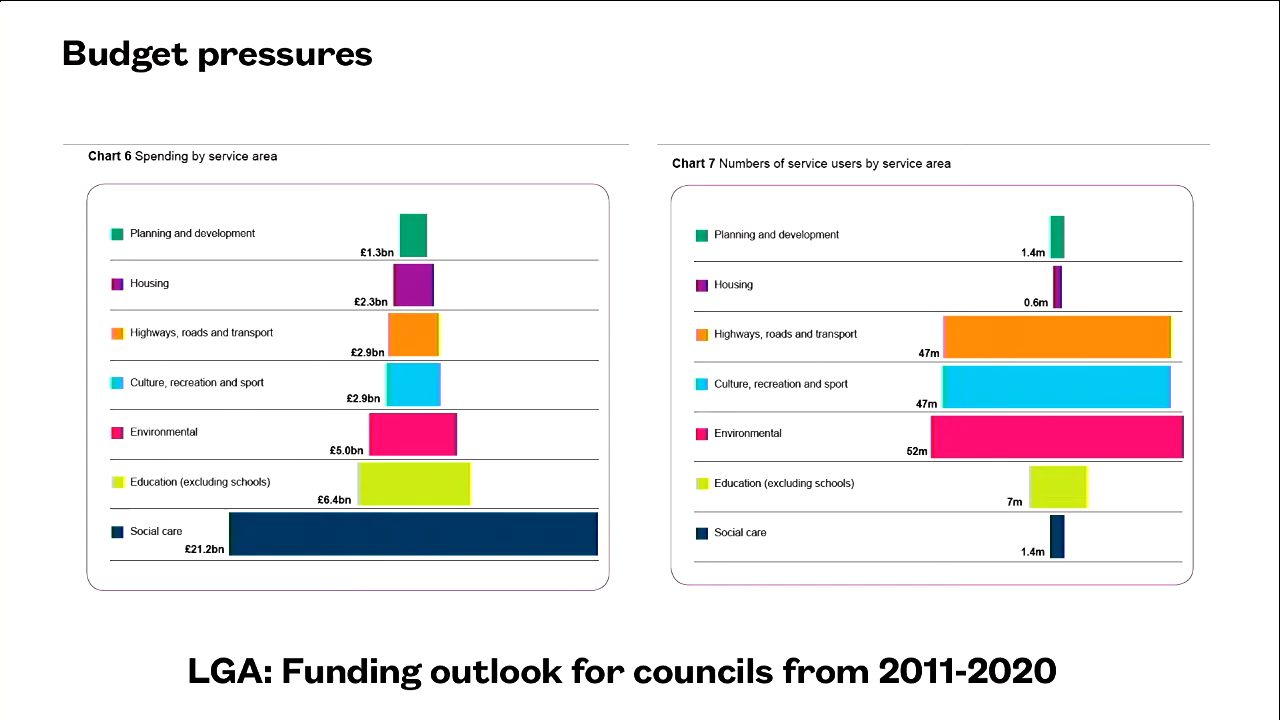 Budget pressures
Chart 6 Spending by service area
Planning and development
£1.3bn
Housing
£2.3bn
Highways, roads and transport
£2.9bn
Culture, recreation and sport
£2.9bn
Environmental
£5.0bn
Education (excluding schools)
£6.4bn
Social care
£21.2bn
Chart 7 Numbers of service users by service area
Planning and development
1.4m
Housing
0.6m
Highways, roads and transport
47m
Culture, recreation and sport
47m
Environmental
52m
Education (excluding schools)
7m
Social care
1.4m
LGA: Funding outlook for councils from 2011-2020